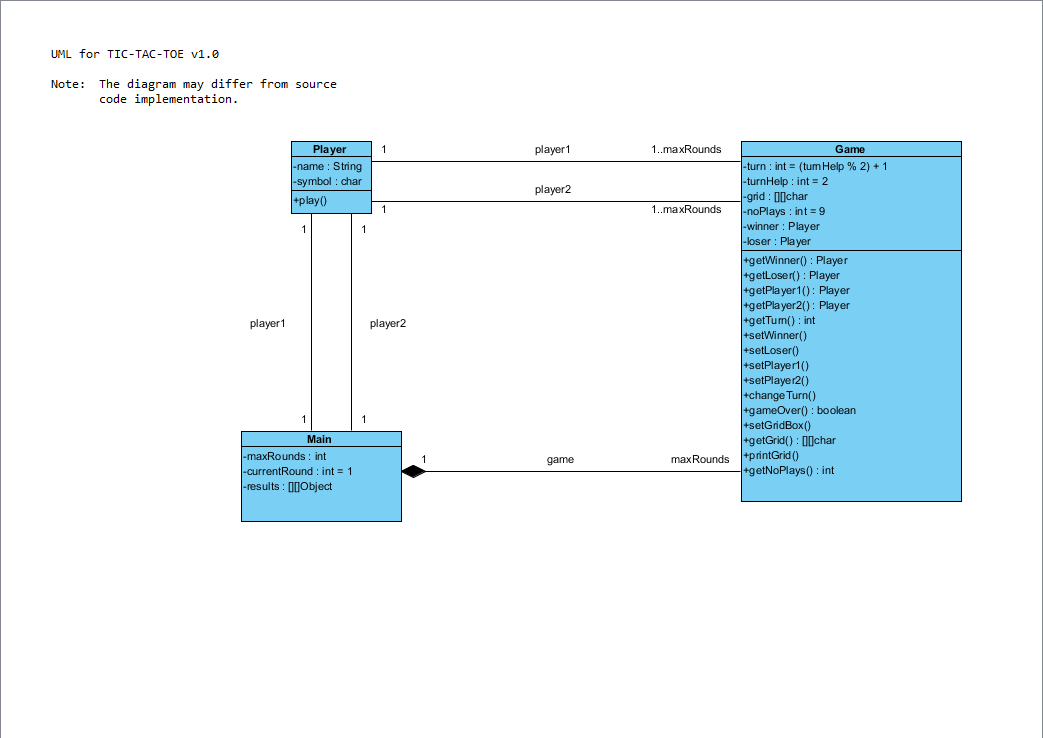 UML for TIC-TAC-TOE v1.0
Note:  The diagram may differ from source
code implementation.
Player
-name : String
-symbol : char
+play()
1
player1
1..maxRounds
player2
1
1..maxRounds
Game
-turn : int = (turnHelp % 2) + 1
-turnHelp : int = 2
-grid : [][]char
-noPlays : int = 9
-winner : Player
-loser : Player
+getWinner() : Player
+getLoser() : Player
+getPlayer1() : Player
+getPlayer2() : Player
+getTurn() : int
+setWinner()
+setLoser()
+setPlayer1()
+setPlayer2()
+changeTurn()
+gameOver() : boolean
+setGridBox()
+getGrid() : [][]char
+printGrid()
+getNoPlays() : int
1
1
player1
player2
1
1
Main
-maxRounds : int
-currentRound : int = 1
-results : [][]Object
1
game
maxRounds